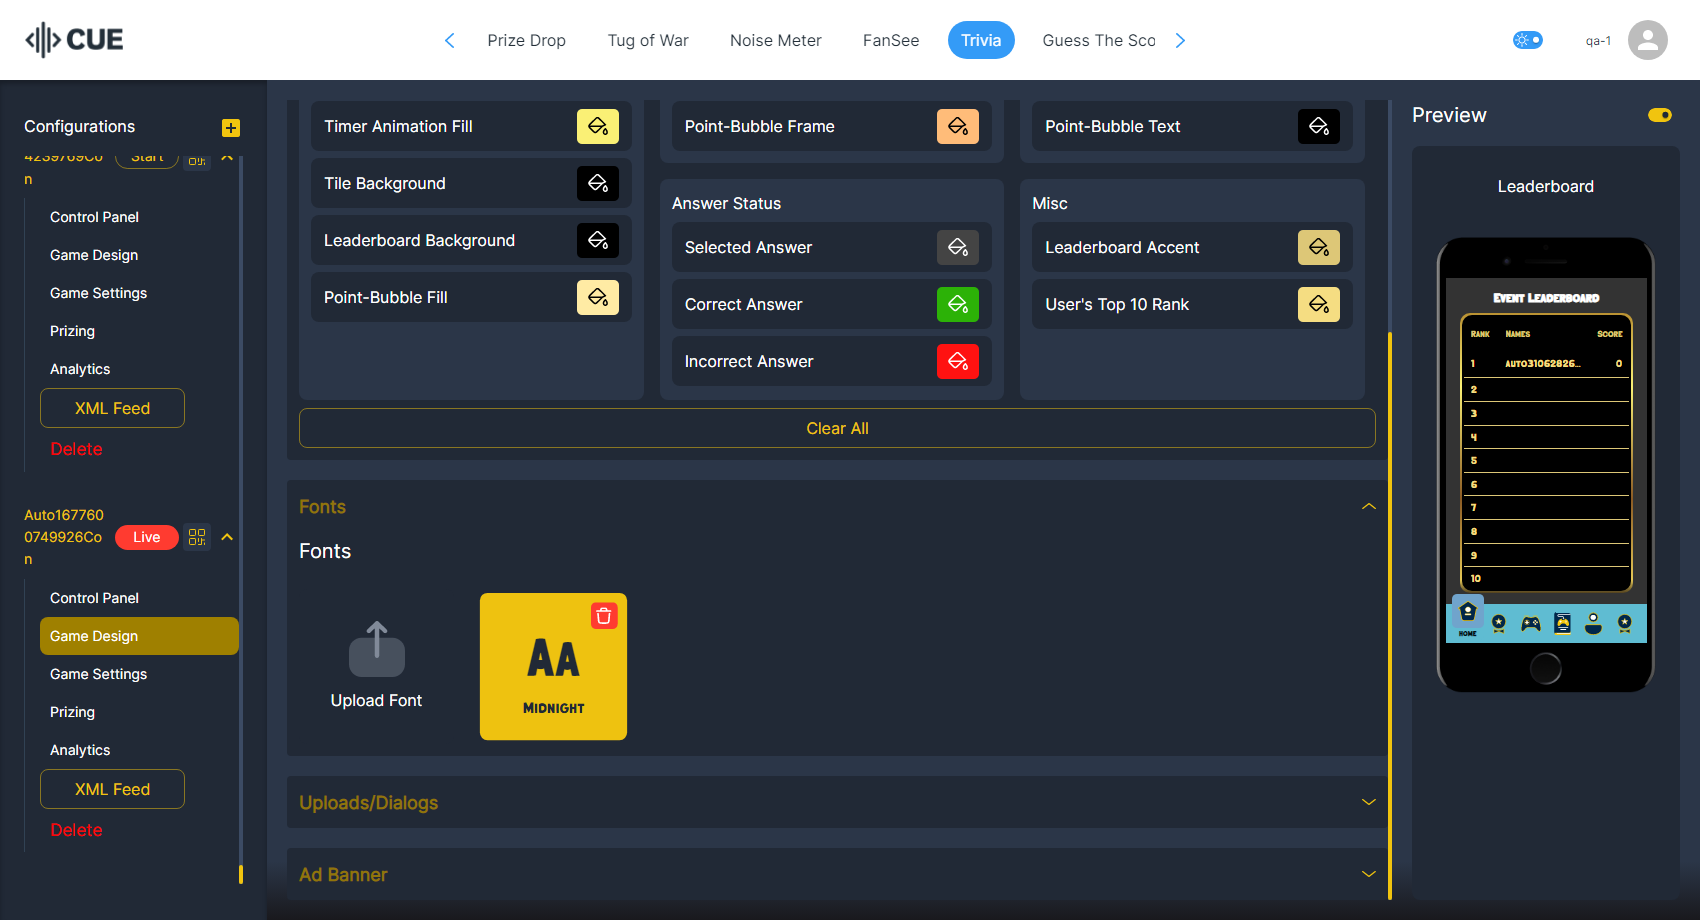 CUE
Prize Drop
Tug of War
Noise Meter
FanSee
Trivia
Guess The Sco
qa-1
Configurations
4239769Co
n
Start
Control Panel
Game Design
Game Settings
Prizing
Analytics
XML Feed
Delete
Auto167760
0749926Co
n
Live
Control Panel
Game Design
Game Settings
Prizing
Analytics
XML Feed
Delete
Timer Animation Fill
Tile Background
Leaderboard Background
Point-Bubble Fill
Point-Bubble Frame
Answer Status
Selected Answer
Correct Answer
Incorrect Answer
Point-Bubble Text
Misc
Leaderboard Accent
User's Top 10 Rank
Clear All
Fonts
Fonts
Upload Font
AA
MIDNIGHT
Uploads/Dialogs
Ad Banner
Preview
Leaderboard
EVENT LEADERBOARD
RANK NAMES SCORE
1 AUTO31062826... 0
2
3
4
5
6
7
8
9
10
HOME